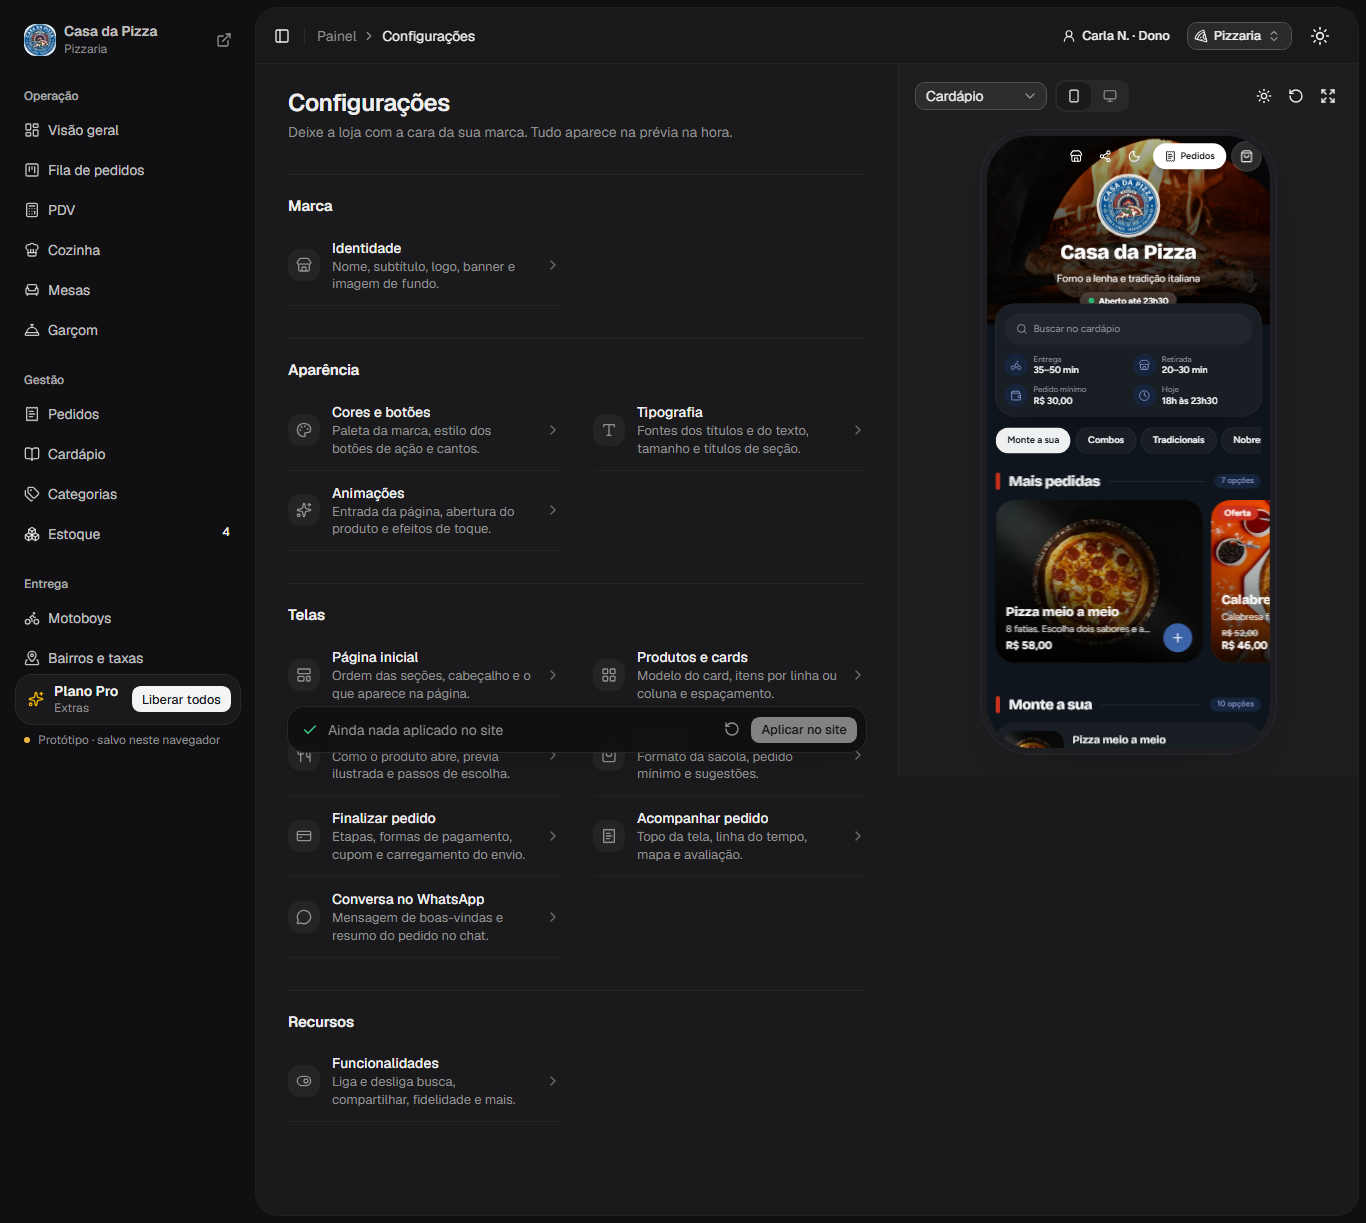 Casa da Pizza
Pizzaria
Operação
Visão geral
Fila de pedidos
PDV
Cozinha
Mesas
Garçom
Gestão
Pedidos
Cardápio
Categorias
Estoque
4
Entrega
Motoboys
Bairros e taxas
Plano Pro
Extras
Liberar todos
Protótipo · salvo neste navegador
Painel
Configurações
Carla N. · Dono
Pizzaria
Configurações
Deixe a loja com a cara da sua marca. Tudo aparece na prévia na hora.
Marca
Identidade
Nome, subtítulo, logo, banner e
imagem de fundo.
Aparência
Cores e botões
Paleta da marca, estilo dos
botões de ação e cantos.
Tipografia
Fontes dos títulos e do texto,
tamanho e títulos de seção.
Animações
Entrada da página, abertura do
produto e efeitos de toque.
Telas
Página inicial
Ordem das seções, cabeçalho e o
que aparece na página.
Produtos e cards
Modelo do card, itens por linha ou
coluna e espaçamento.
Ainda nada aplicado no site
Aplicar no site
Como o produto abre, prévia
ilustrada e passos de escolha.
Formato da sacola, pedido
mínimo e sugestões.
Finalizar pedido
Etapas, formas de pagamento,
cupom e carregamento do envio.
Acompanhar pedido
Topo da tela, linha do tempo,
mapa e avaliação.
Conversa no WhatsApp
Mensagem de boas-vindas e
resumo do pedido no chat.
Recursos
Funcionalidades
Liga e desliga busca,
compartilhar, fidelidade e mais.
Cardápio
Pedidos
CASA DA PIZZA
Casa da Pizza
Forno a lenha e tradição italiana
Aberto até 23h30
Buscar no cardápio
Entrega
35–50 min
Retirada
20–30 min
Pedido mínimo
R$ 30,00
Hoje
18h às 23h30
Monte a sua
Combos
Tradicionais
Nobre
Mais pedidas
7 opções
Pizza meio a meio
8 fatias. Escolha dois sabores e a...
R$ 58,00
Oferta
Calabre
Calabresa
R$ 52,00
R$ 46,00
Monte a sua
10 opções
Pizza meio a meio